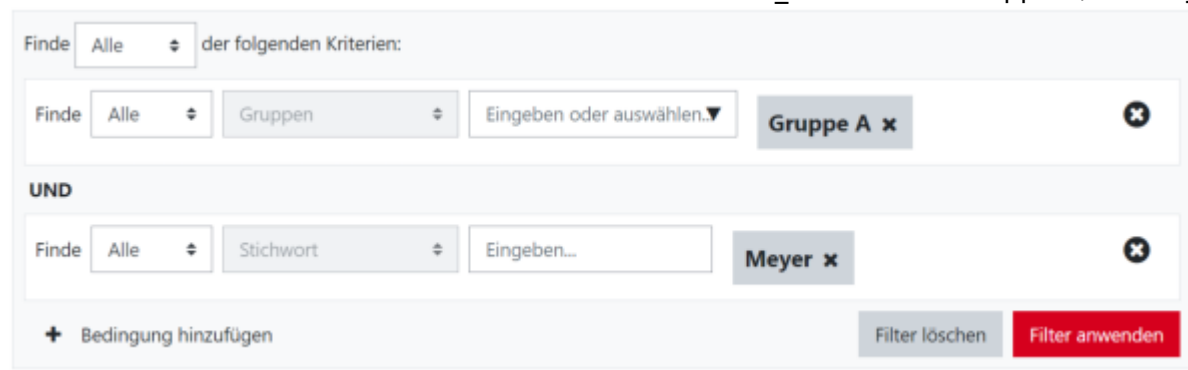 Finde Alle der folgenden Kriterien:
Finde Alle Gruppen Eingeben oder auswählen.. Gruppe A ×
UND
Finde Alle Stichwort Eingeben... Meyer ×
+ Bedingung hinzufügen Filter löschen Filter anwenden